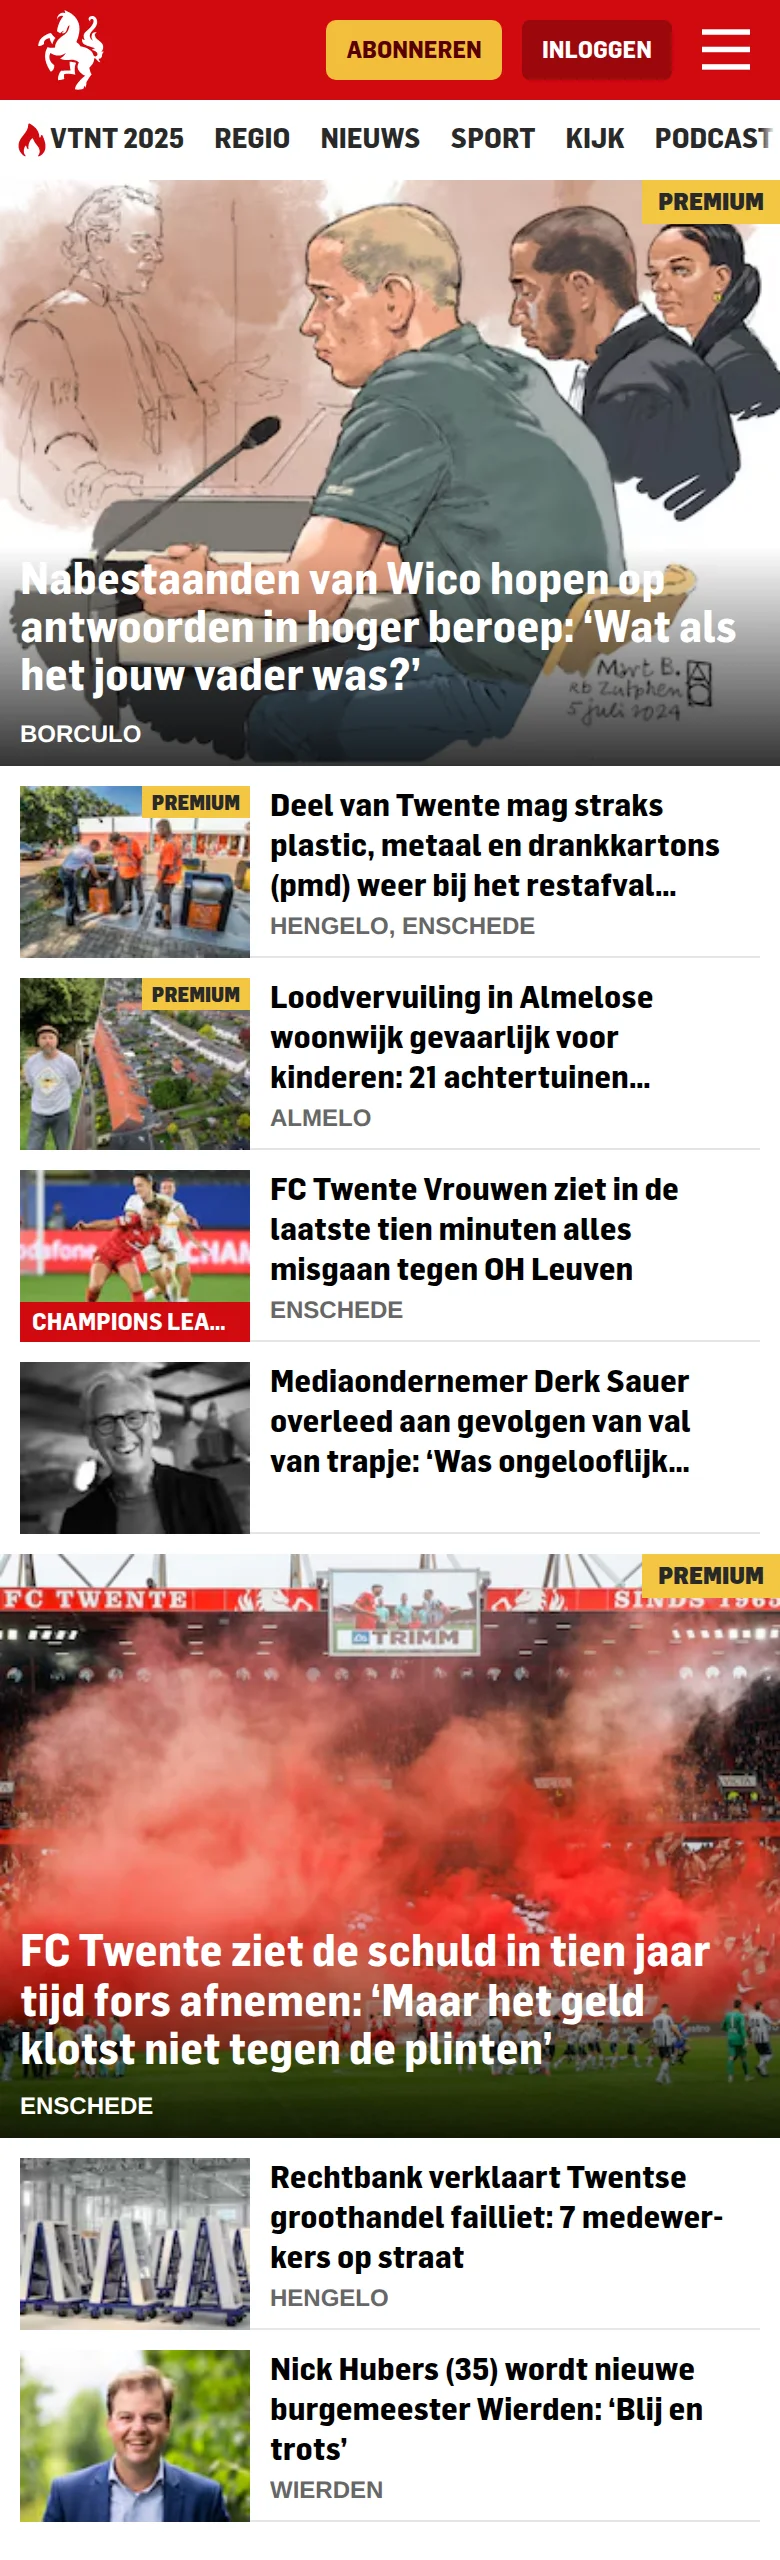 ABONNEREN
INLOGGEN
VTNT 2025
REGIO
NIEUWS
SPORT
KIJK
PODCAST
PREMIUM
Nabestaanden van Wico hopen op
antwoorden in hoger beroep: ‘Wat als
het jouw vader was?’
Mart B.
Rb Zutphen
5 juli 2024
BORCULO
PREMIUM
Deel van Twente mag straks
plastic, metaal en drankkartons
(pmd) weer bij het restafval...
HENGELO, ENSCHEDE
PREMIUM
Loodvervuiling in Almelose
woonwijk gevaarlijk voor
kinderen: 21 achtertuinen...
ALMELO
CHAMPIONS LEA...
FC Twente Vrouwen ziet in de
laatste tien minuten alles
misgaan tegen OH Leuven
ENSCHEDE
Mediaondernemer Derk Sauer
overleed aan gevolgen van val
van trapje: ‘Was ongelooflijk...
PREMIUM
FC TWENTE
SINDS 1965
TRIMM
FC Twente ziet de schuld in tien jaar
tijd fors afnemen: ‘Maar het geld
klotst niet tegen de plinten’
ENSCHEDE
Rechtbank verklaart Twentse
groothandel failliet: 7 medewer-
kers op straat
HENGELO
Nick Hubers (35) wordt nieuwe
burgemeester Wierden: ‘Blij en
trots’
WIERDEN